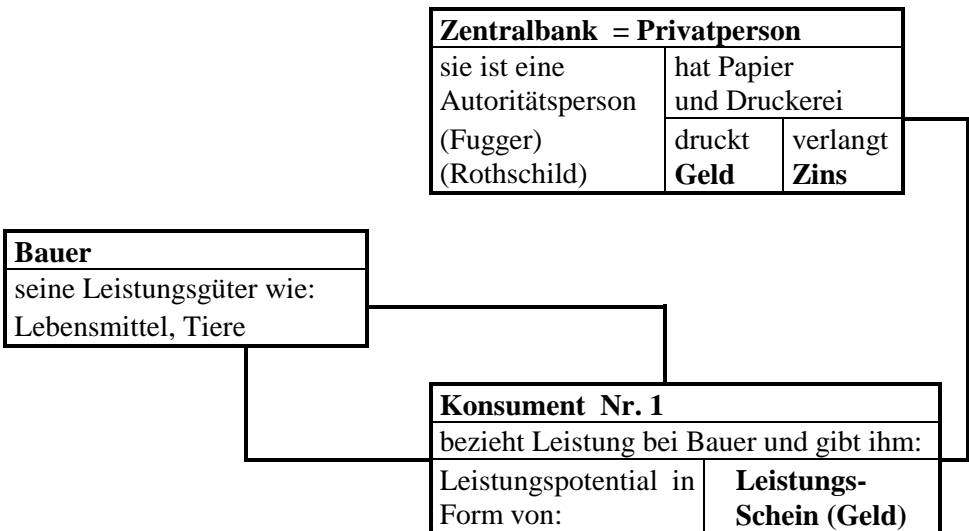 Zentralbank = Privatperson
sie ist eine
Autoritätsperson
(Fugger)
(Rothschild)
hat Papier
und Druckerei
druckt
Geld
verlangt
Zins
Bauer
seine Leistungsgüter wie:
Lebensmittel, Tiere
Konsument Nr. 1
bezieht Leistung bei Bauer und gibt ihm:
Leistungspotential in
Form von:
Leistungs-
Schein (Geld)